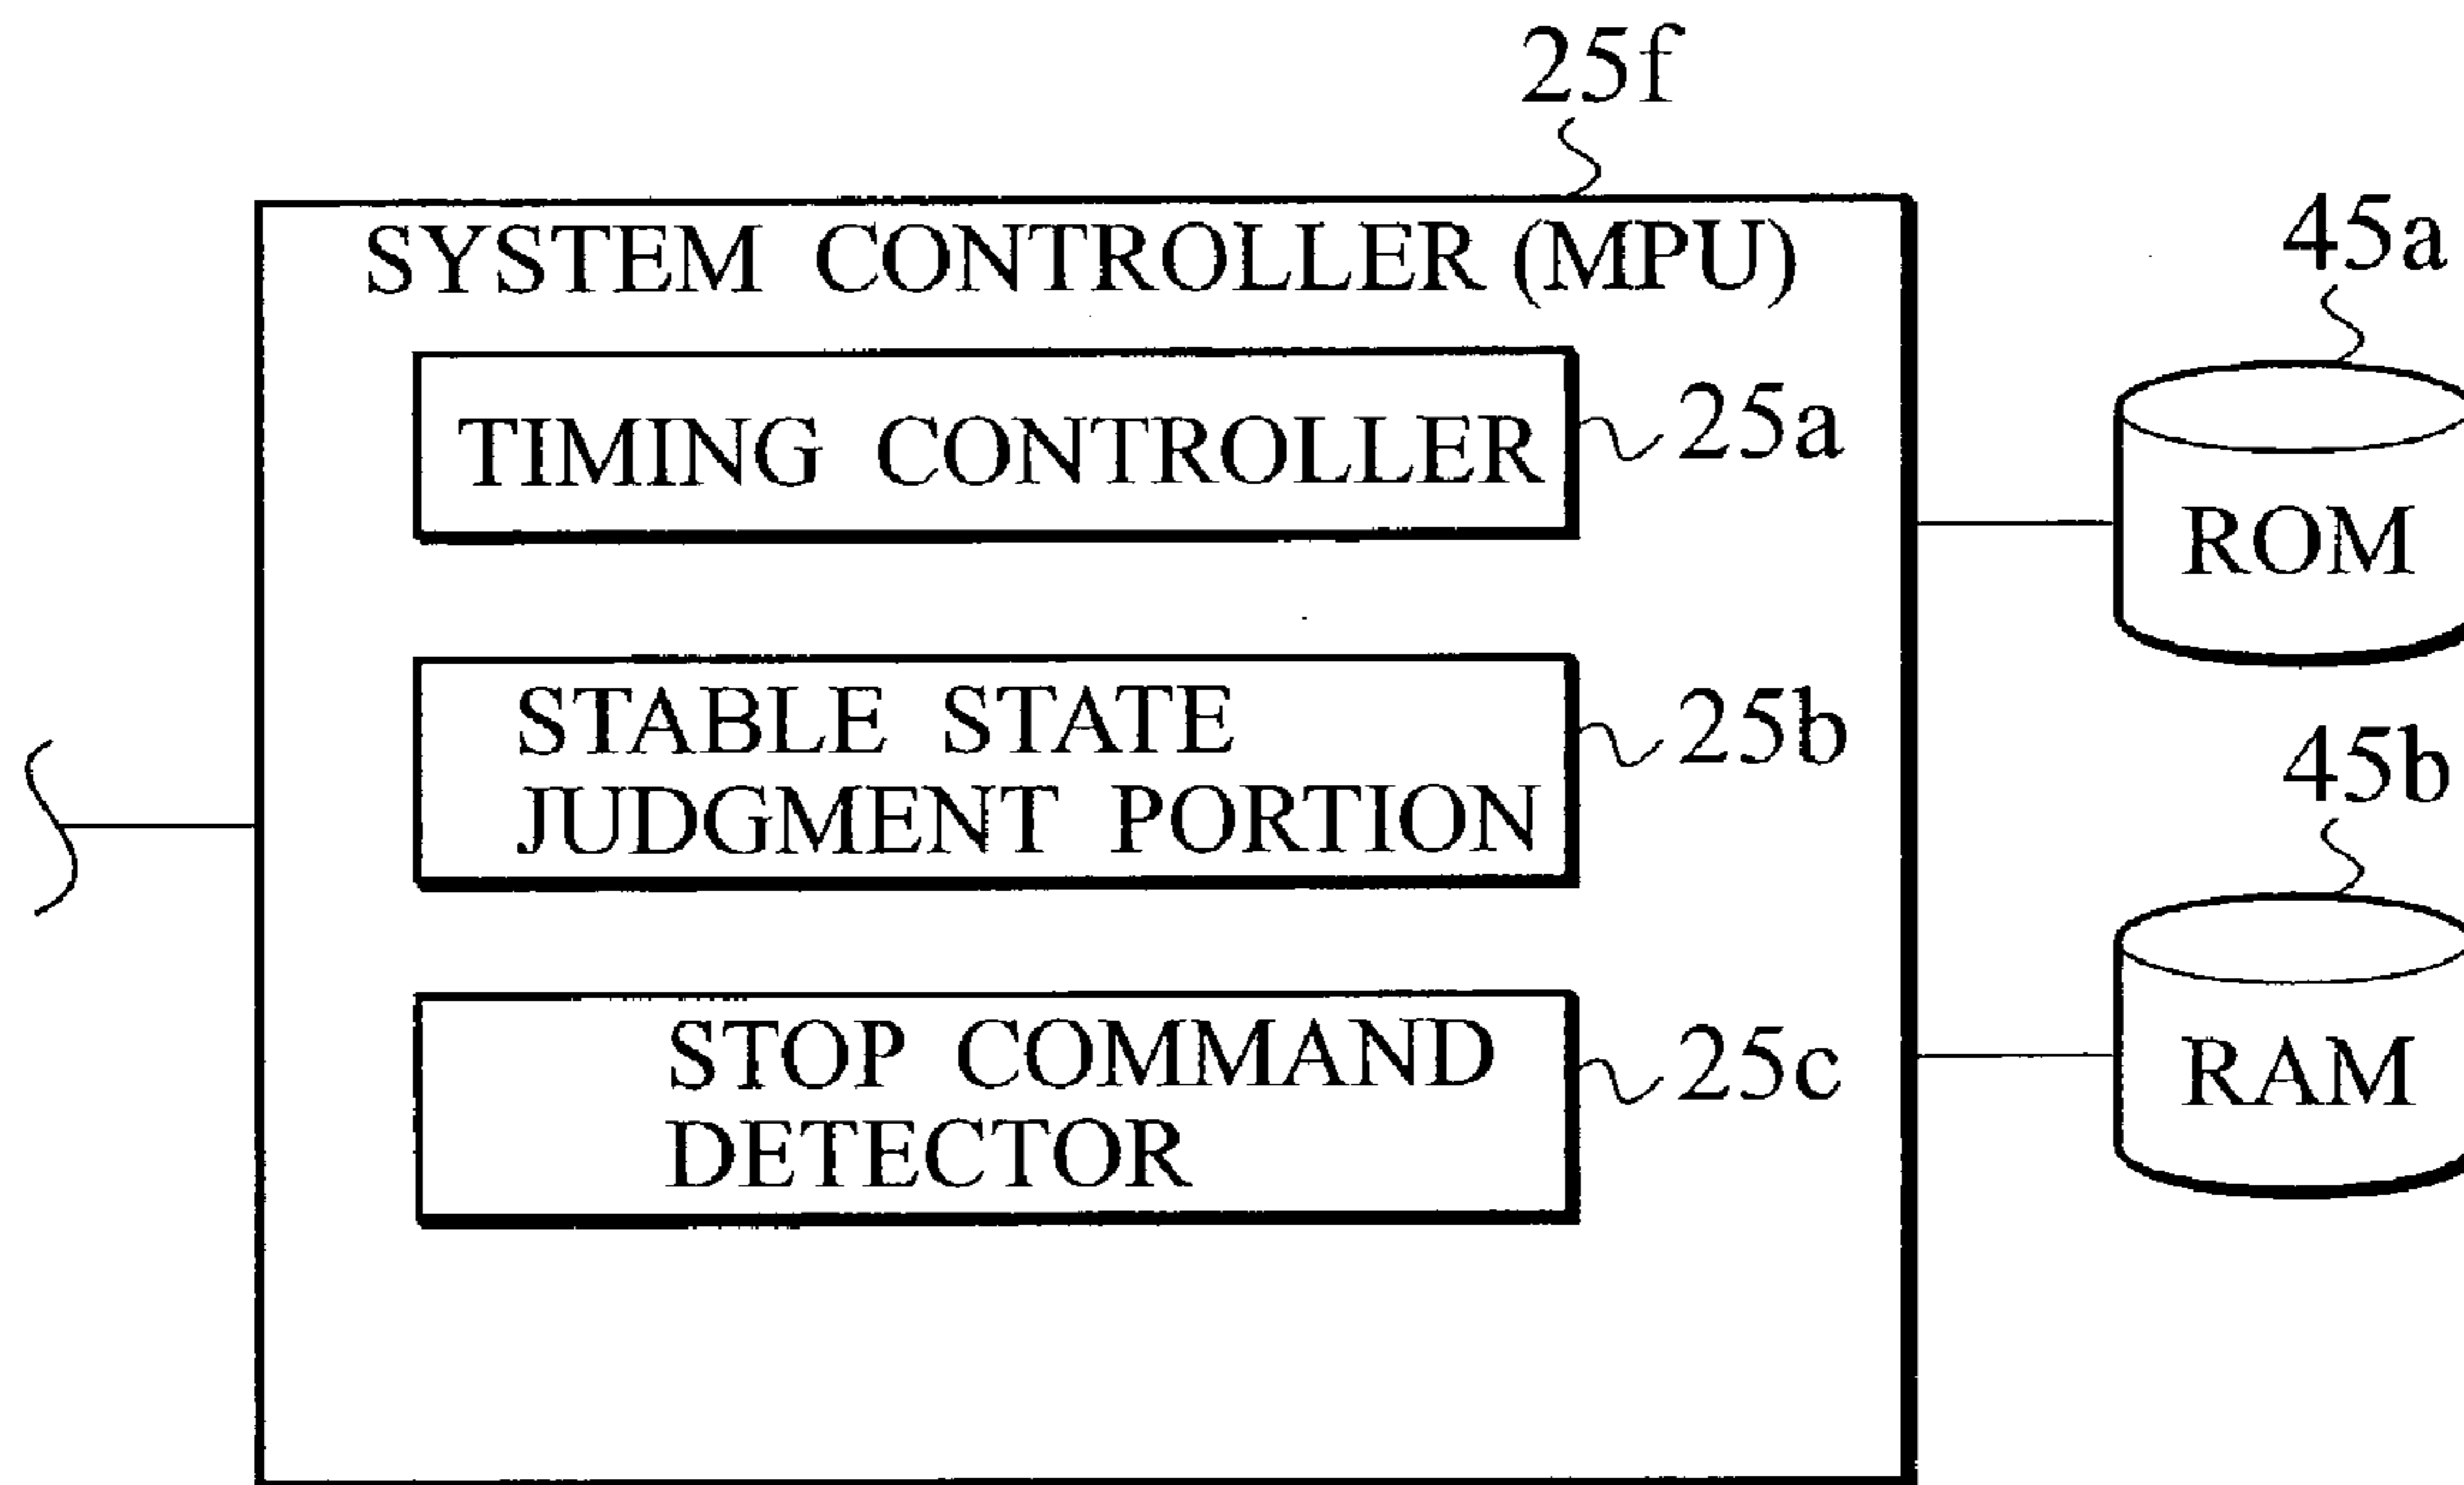 25f
SYSTEM CONTROLLER (MPU)
45a
TIMING CONTROLLER
25a
ROM
STABLE STATE
JUDGMENT PORTION
25b
45b
STOP COMMAND
DETECTOR
25c
RAM